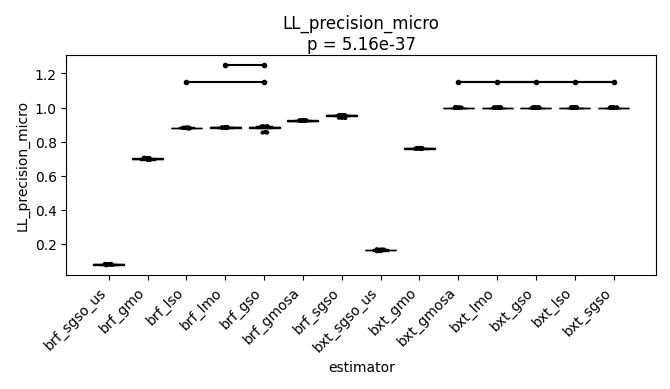 LL_precision_micro
p = 5.16e-37
LL_precision_micro
1.2
1.0
0.8
0.6
0.4
0.2
brf_sgso_us
brf_gmo
brf_lso
brf_lmo
brf_gso
brf_gmosa
brf_sgso
bxt_sgso_us
bxt_gmo
bxt_gmosa
bxt_lmo
bxt_gso
bxt_lso
bxt_sgso
estimator